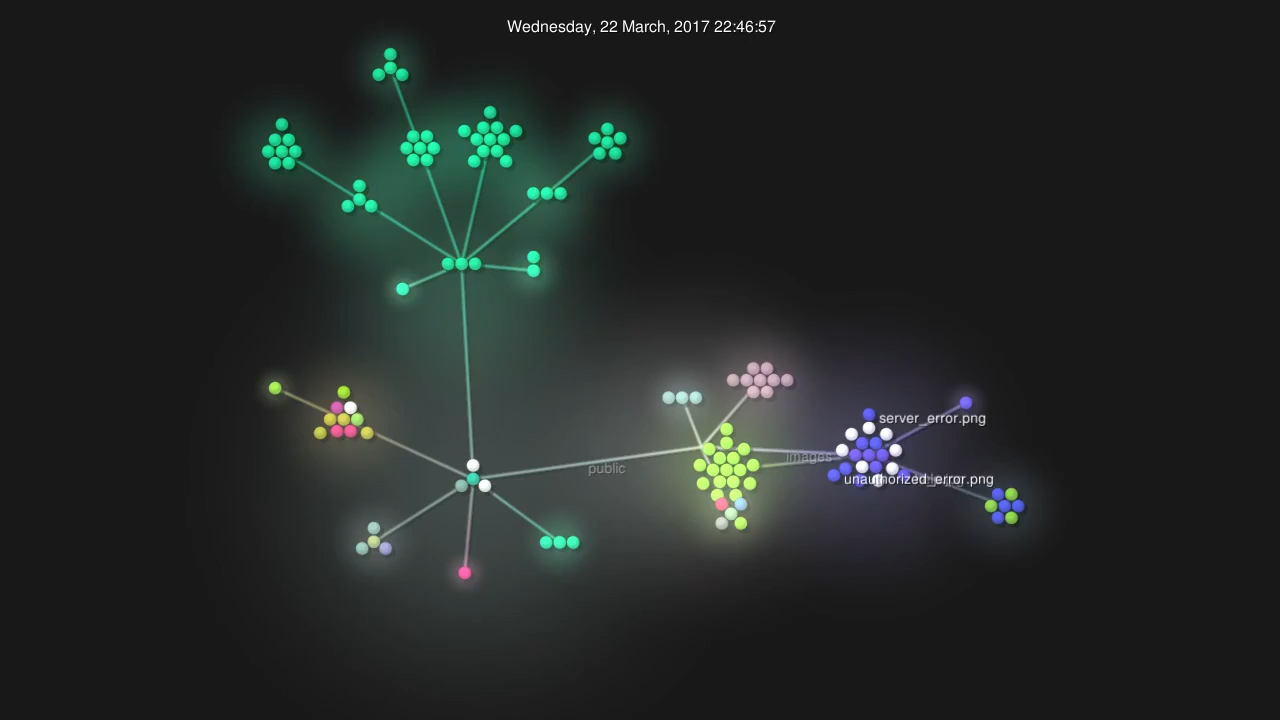 Wednesday, 22 March, 2017 22:46:57
server_error.png
images
public
unauthorized_error.png